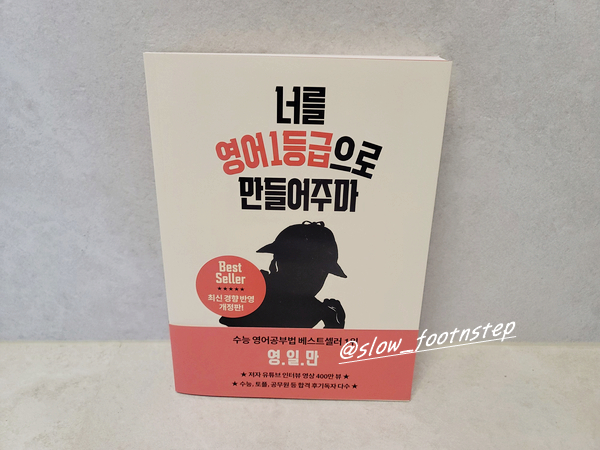 너를
영어1등급으로
만들어주마
Best
Seller
★★★★★
최신 경향 반영
개정판!
수능 영어공부법 베스트셀러 1위
@slow_footnstep
영.일.만
★ 저자 유튜브 인터뷰 영상 400만 뷰 ★
★ 수능, 토플, 공무원 등 합격 후기독자 다수 ★